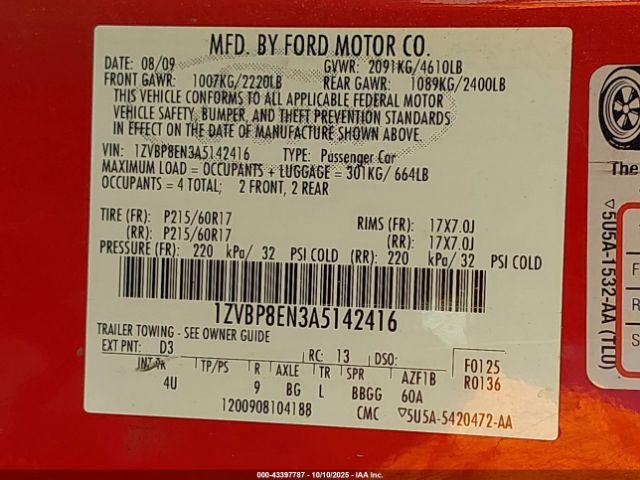 MFD. BY FORD MOTOR CO.
DATE: 08/09 GVWR: 2091KG/4610LB
FRONT GAWR: 1007KG/2220LB REAR GAWR: 1089KG/2400LB
THIS VEHICLE CONFORMS TO ALL APPLICABLE FEDERAL MOTOR
VEHICLE SAFETY, BUMPER, AND THEFT PREVENTION STANDARDS
IN EFFECT ON THE DATE OF MANUFACTURE SHOWN ABOVE.
VIN: 1ZVBP8EN3A5142416 TYPE: Passenger Car
MAXIMUM LOAD = OCCUPANTS + LUGGAGE = 301KG/ 664LB
OCCUPANTS = 4 TOTAL; 2 FRONT, 2 REAR
TIRE (FR): P215/60R17 RIMS (FR): 17X7.0J
(RR): P215/60R17 (RR): 17X7.0J
PRESSURE (FR): 220 kPa/ 32 PSI COLD (RR): 220 kPa/ 32 PSI COLD
1ZVBP8EN3A5142416
TRAILER TOWING - SEE OWNER GUIDE
EXT PNT: D3 RC: 13 DSO: F0125
INT TR TP/PS R AXLE TR SPR AZF1B R0136
4U 9 BG L BBGG 60A
1200908104188 CMC ▽5U5A-5420472-AA
The
▽5U5A-1532-AA (TLU)
F
R
S
000-43397787 - 10/10/2025 - IAA Inc.